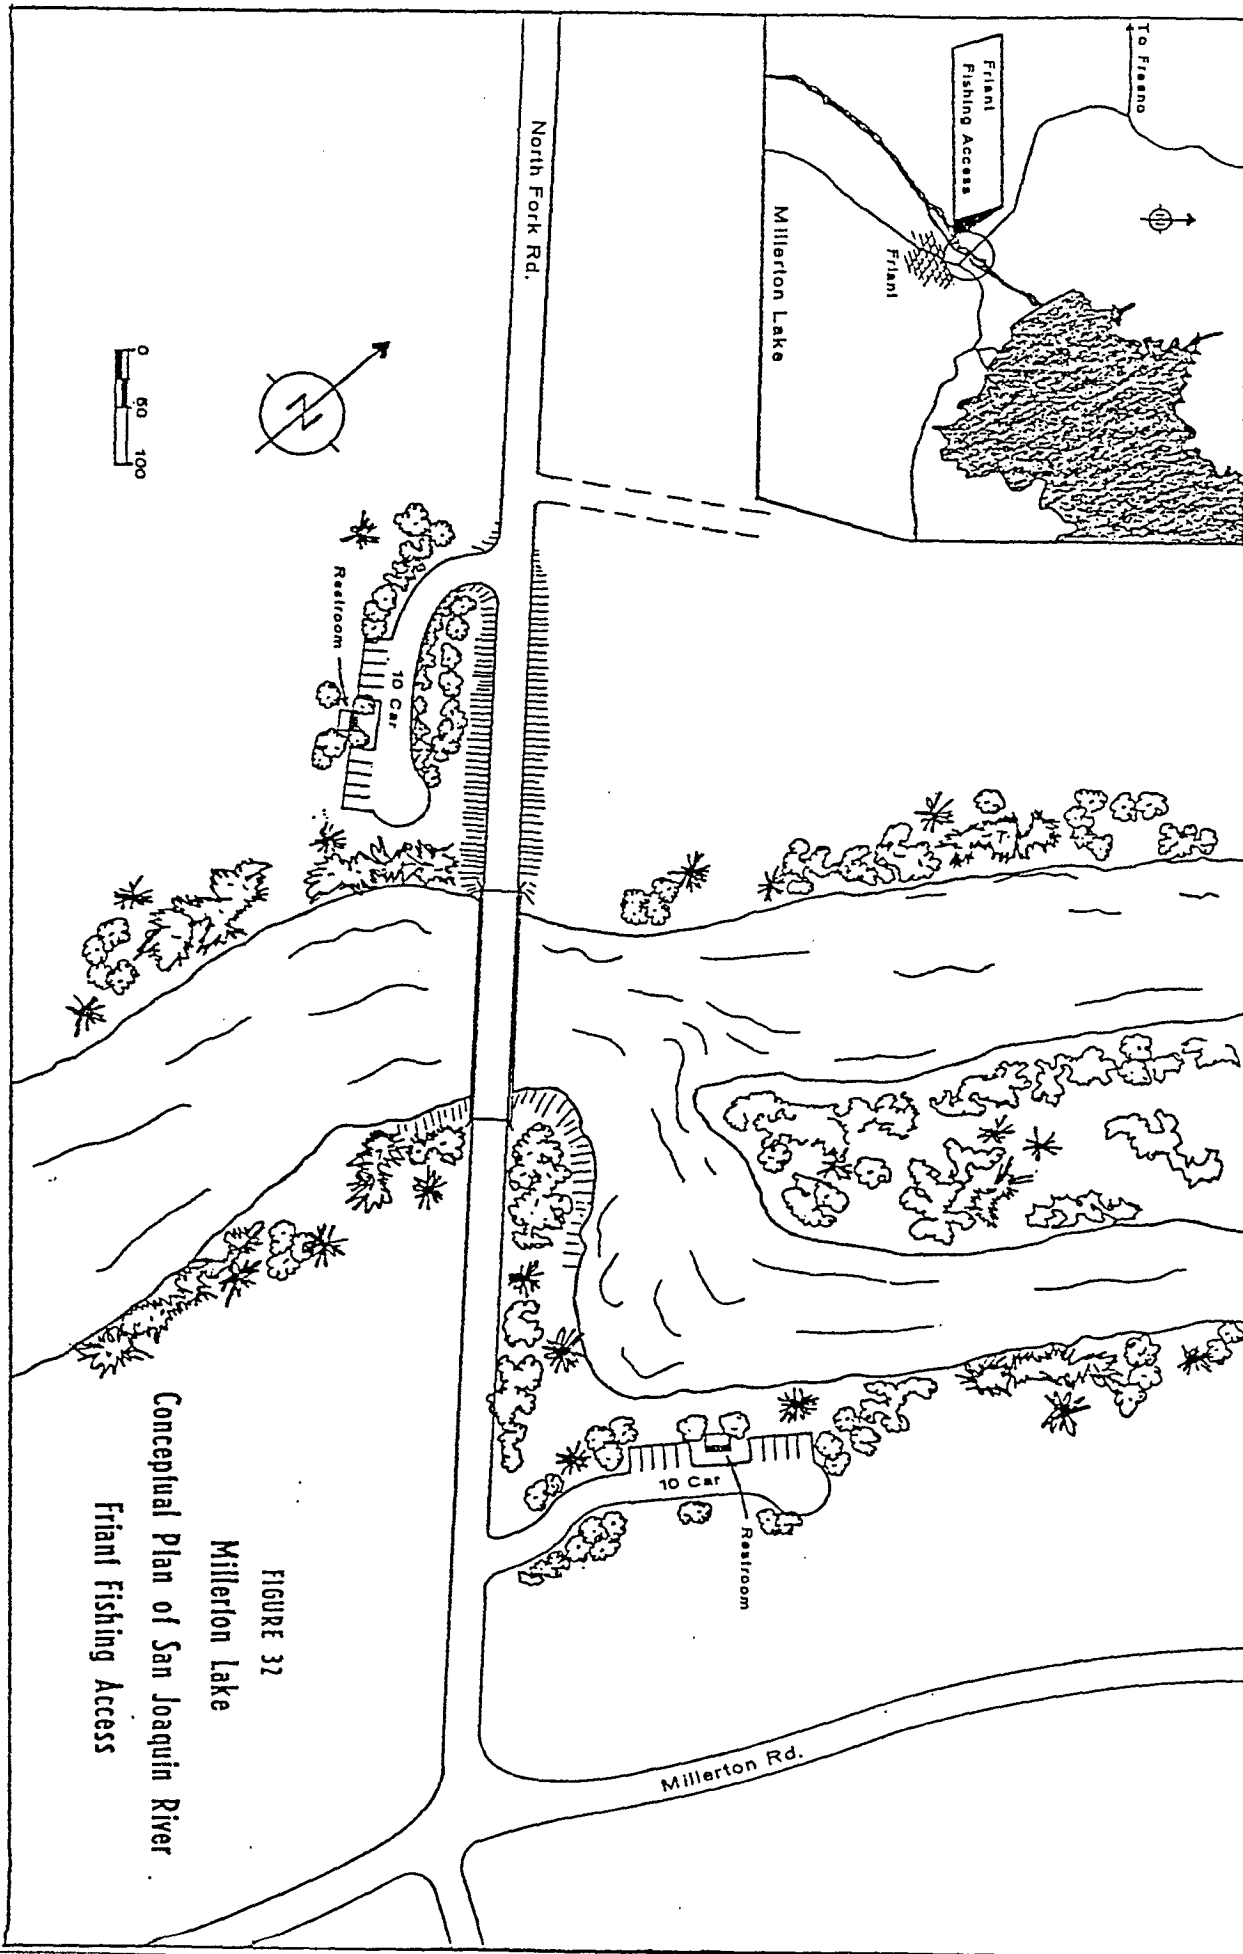 To Fresno
Friant
Fishing Access
N
Friant
Millerton Lake
North Fork Rd.
N
0
50
100
Restroom
10 Car
10 Car
Restroom
Millerton Rd.
FIGURE 32
Millerton Lake
Conceptual Plan of San Joaquin River
Friant Fishing Access